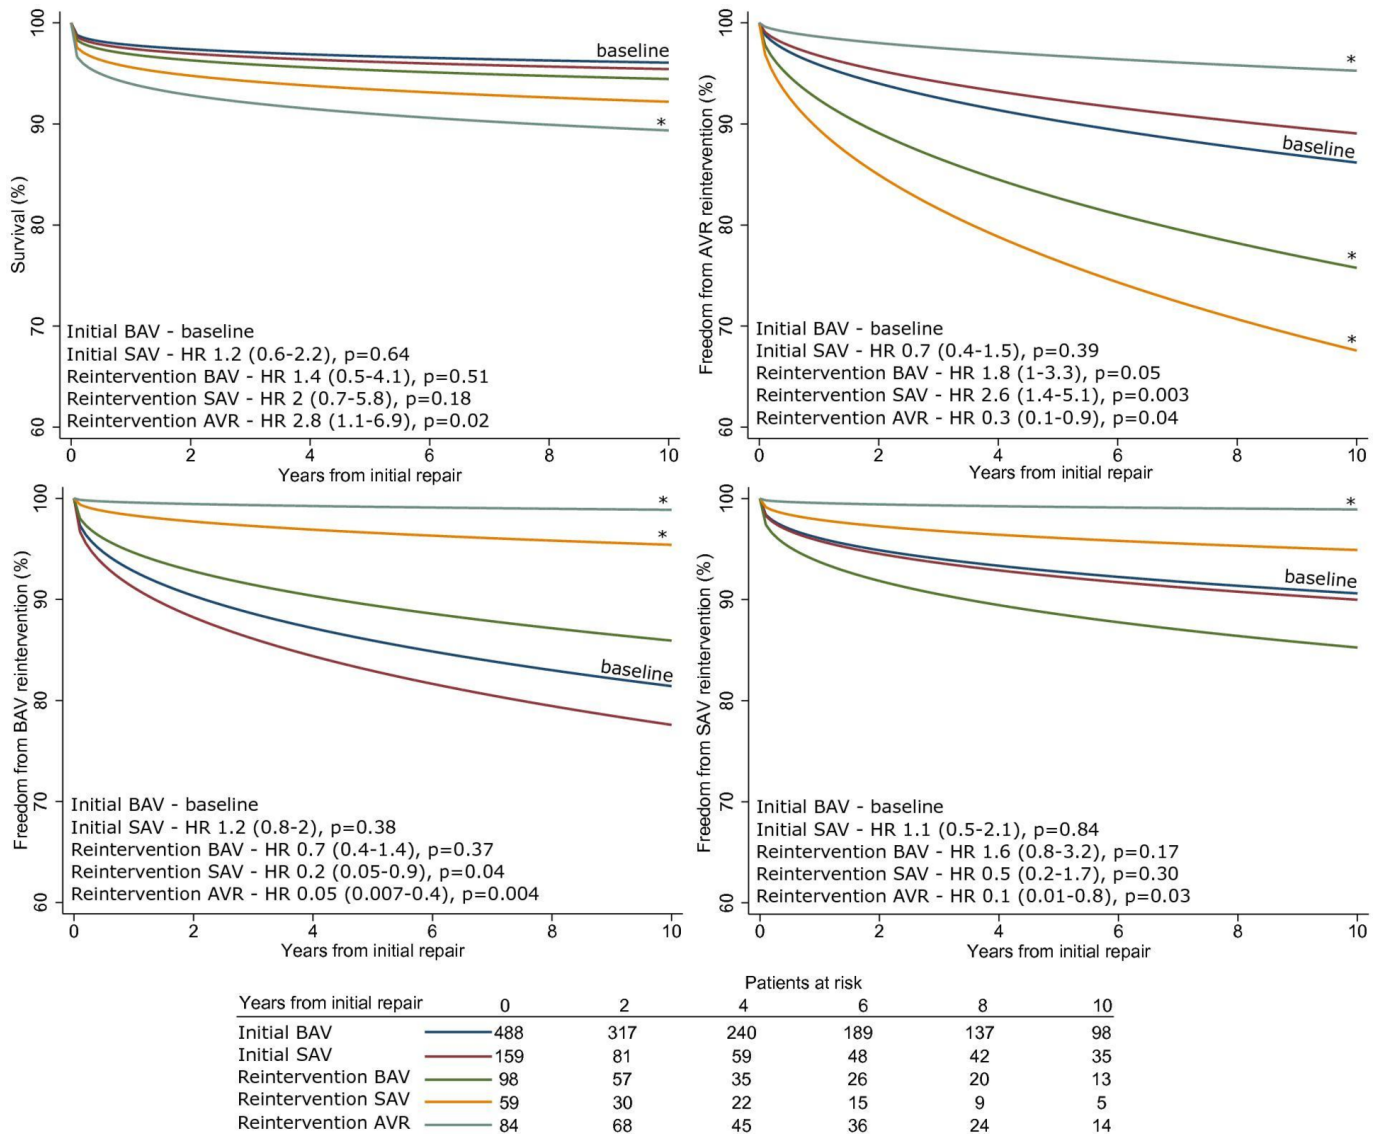 Survival (%)
100
90
80
70
60
baseline
*
Initial BAV - baseline
Initial SAV - HR 1.2 (0.6-2.2), p=0.64
Reintervention BAV - HR 1.4 (0.5-4.1), p=0.51
Reintervention SAV - HR 2 (0.7-5.8), p=0.18
Reintervention AVR - HR 2.8 (1.1-6.9), p=0.02
0 2 4 6 8 10
Years from initial repair
Freedom from AVR reintervention (%)
100
90
80
70
60
*
baseline
*
*
Initial BAV - baseline
Initial SAV - HR 0.7 (0.4-1.5), p=0.39
Reintervention BAV - HR 1.8 (1-3.3), p=0.05
Reintervention SAV - HR 2.6 (1.4-5.1), p=0.003
Reintervention AVR - HR 0.3 (0.1-0.9), p=0.04
0 2 4 6 8 10
Years from initial repair
Freedom from BAV reintervention (%)
100
90
80
70
60
*
*
baseline
Initial BAV - baseline
Initial SAV - HR 1.2 (0.8-2), p=0.38
Reintervention BAV - HR 0.7 (0.4-1.4), p=0.37
Reintervention SAV - HR 0.2 (0.05-0.9), p=0.04
Reintervention AVR - HR 0.05 (0.007-0.4), p=0.004
0 2 4 6 8 10
Years from initial repair
Freedom from SAV reintervention (%)
100
90
80
70
60
*
baseline
Initial BAV - baseline
Initial SAV - HR 1.1 (0.5-2.1), p=0.84
Reintervention BAV - HR 1.6 (0.8-3.2), p=0.17
Reintervention SAV - HR 0.5 (0.2-1.7), p=0.30
Reintervention AVR - HR 0.1 (0.01-0.8), p=0.03
0 2 4 6 8 10
Years from initial repair
Patients at risk
Years from initial repair 0 2 4 6 8 10
Initial BAV 488 317 240 189 137 98
Initial SAV 159 81 59 48 42 35
Reintervention BAV 98 57 35 26 20 13
Reintervention SAV 59 30 22 15 9 5
Reintervention AVR 84 68 45 36 24 14